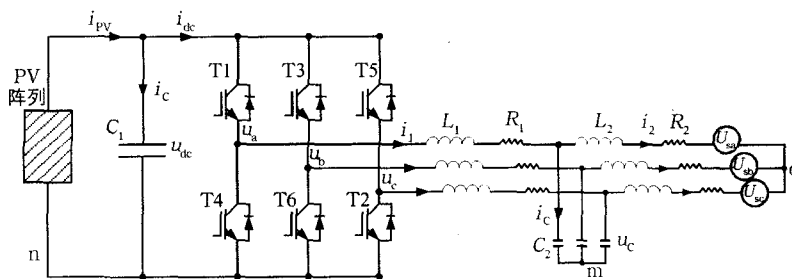 i_PV
i_dc
PV
阵列
i_C
C_1
u_dc
n
T1
T3
T5
u_a
u_b
u_c
T4
T6
T2
i_1
L_1
R_1
L_2
i_2
R_2
U_sa
U_sb
U_sc
i_C
C_2
u_C
m